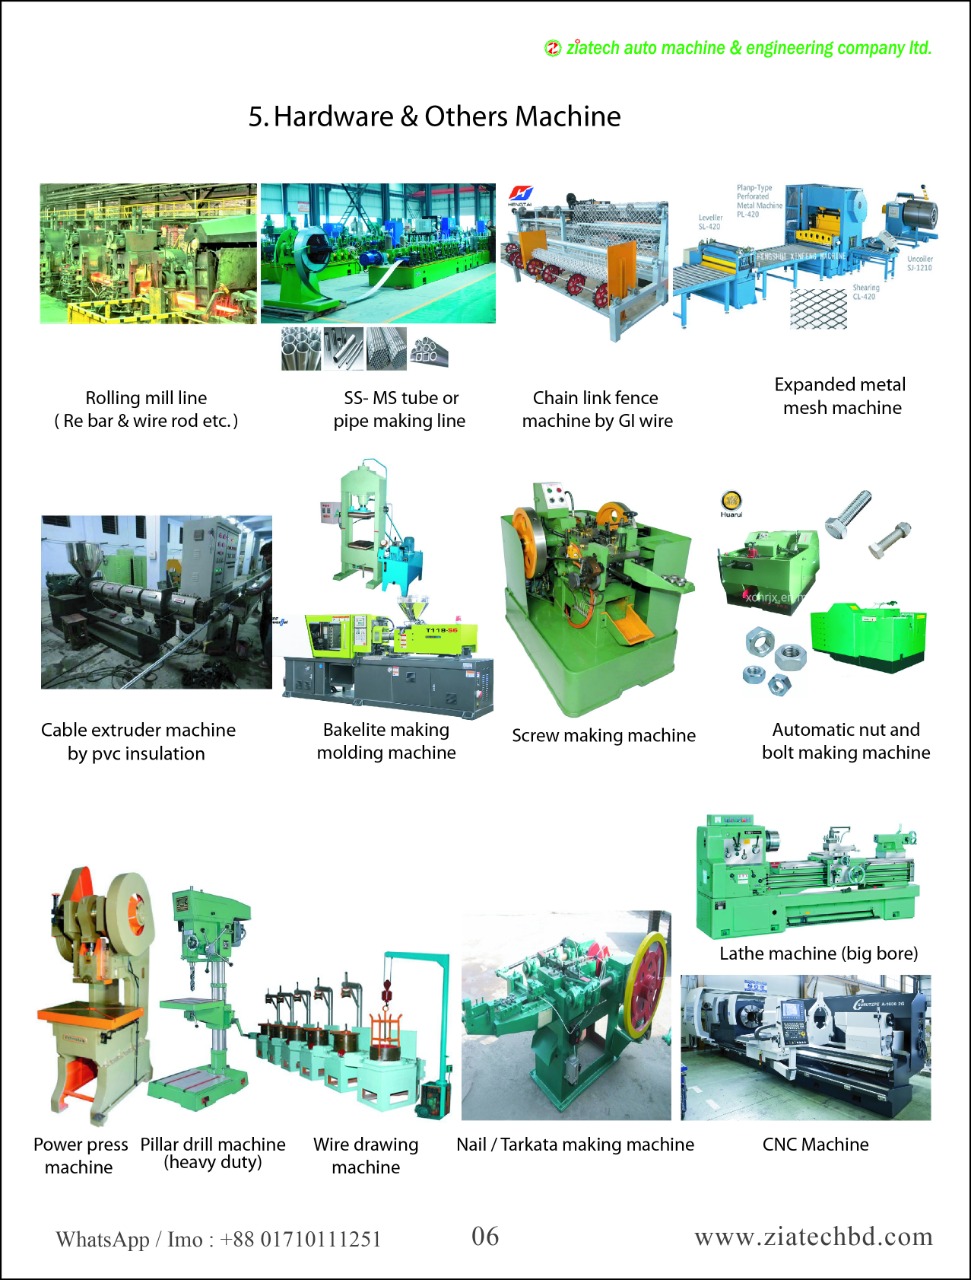 ziatech auto machine & engineering company ltd.
5. Hardware & Others Machine
HENGTAI
Planp-Type
Perforated
Metal Machine
PL-420
Leveller
SL-420
Uncoiler
SJ-1210
Shearing
CL-420
Rolling mill line
( Re bar & wire rod etc. )
SS- MS tube or
pipe making line
Chain link fence
machine by GI wire
Expanded metal
mesh machine
Huarui
T118-S6
Cable extruder machine
by pvc insulation
Bakelite making
molding machine
Screw making machine
Automatic nut and
bolt making machine
Lathe machine (big bore)
Power press
machine
Pillar drill machine
(heavy duty)
Wire drawing
machine
Nail / Tarkata making machine
CNC Machine
WhatsApp / Imo : +88 01710111251
06
www.ziatechbd.com